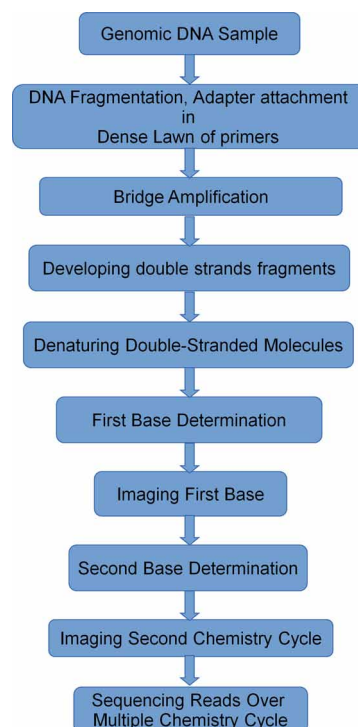 Genomic DNA Sample
DNA Fragmentation, Adapter attachment
in
Dense Lawn of primers
Bridge Amplification
Developing double strands fragments
Denaturing Double-Stranded Molecules
First Base Determination
Imaging First Base
Second Base Determination
Imaging Second Chemistry Cycle
Sequencing Reads Over
Multiple Chemistry Cycle